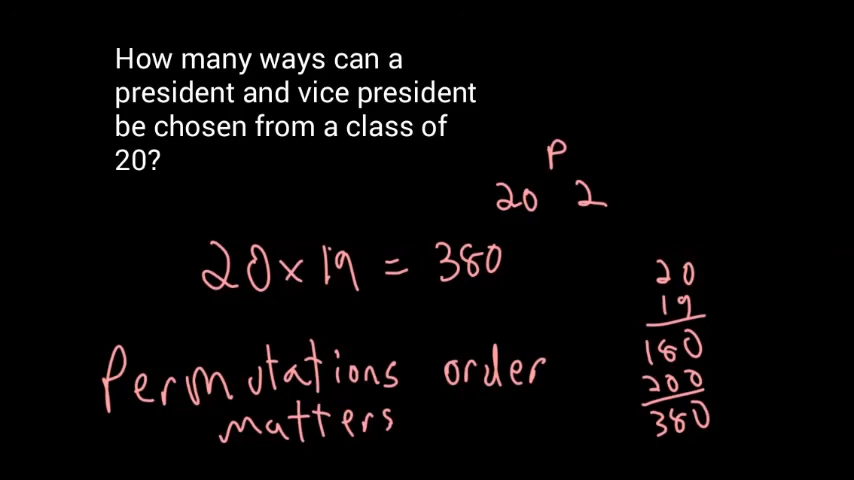 How many ways can a
president and vice president
be chosen from a class of
20?
P
20 2
20 × 19 = 380
20
19
180
200
380
Permutations order
matters